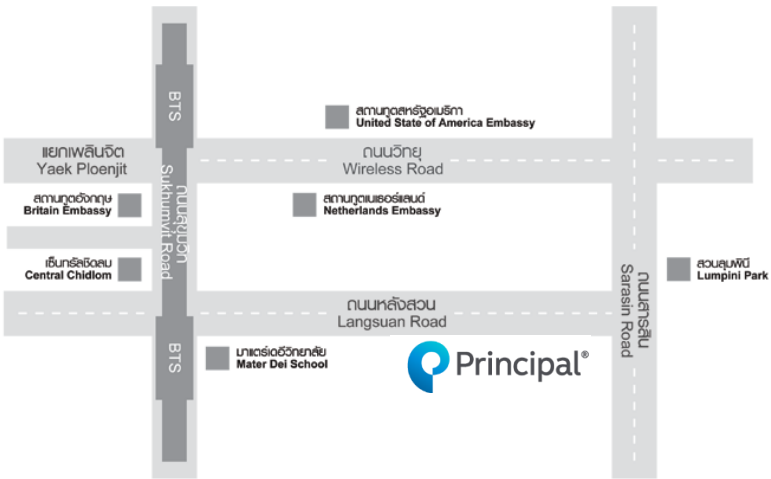 BTS
สถานทูตสหรัฐอเมริกา
United State of America Embassy
แยกเพลินจิต
Yaek Ploenjit
ถนนวิทยุ
Wireless Road
สถานทูตอังกฤษ
Britain Embassy
ถนนสุขุมวิท
Sukhumvit Road
สถานทูตเนเธอร์แลนด์
Netherlands Embassy
เซ็นทรัลชิดลม
Central Chidlom
สวนลุมพินี
Lumpini Park
ถนนสารสิน
Sarasin Road
ถนนหลังสวน
Langsuan Road
BTS
มาแตร์เดอีวิทยาลัย
Mater Dei School
Principal®